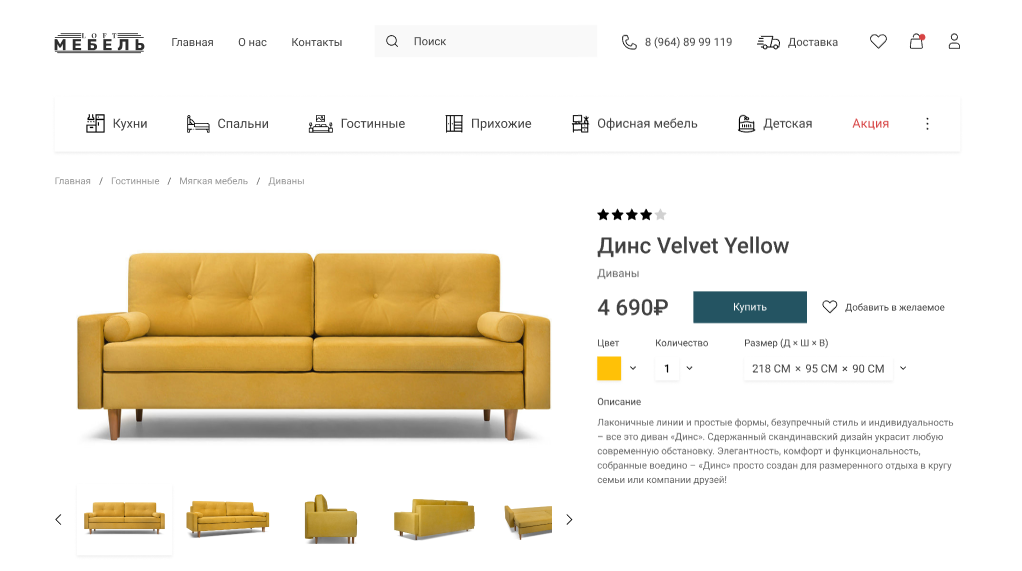 LOFT
МЕБЕЛЬ
Главная О нас Контакты
Поиск
8 (964) 89 99 119
Доставка
Кухни Спальни Гостинные Прихожие Офисная мебель Детская Акция
Главная / Гостинные / Мягкая мебель / Диваны
Динс Velvet Yellow
Диваны
4 690₽ Купить Добавить в желаемое
Цвет Количество Размер (Д × Ш × В)
1 218 СМ × 95 СМ × 90 СМ
Описание
Лаконичные линии и простые формы, безупречный стиль и индивидуальность
– все это диван «Динс». Сдержанный скандинавский дизайн украсит любую
современную обстановку. Элегантность, комфорт и функциональность,
собранные воедино – «Динс» просто создан для размеренного отдыха в кругу
семьи или компании друзей!